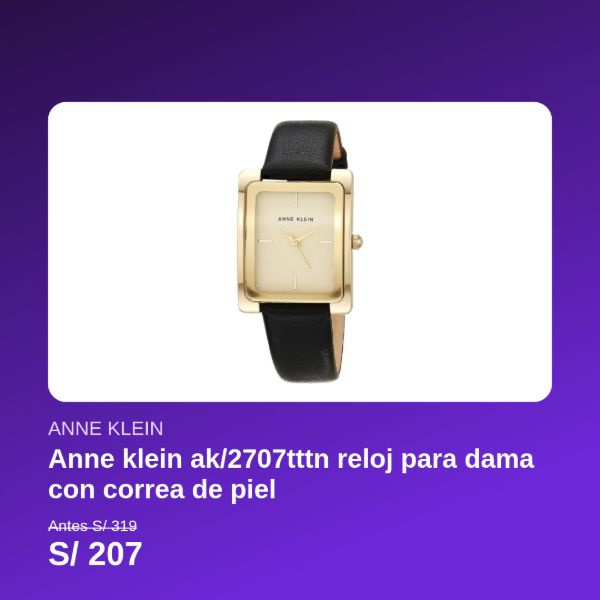 ANNE KLEIN
ANNE KLEIN
Anne klein ak/2707tttn reloj para dama
con correa de piel
Antes S/ 319
S/ 207